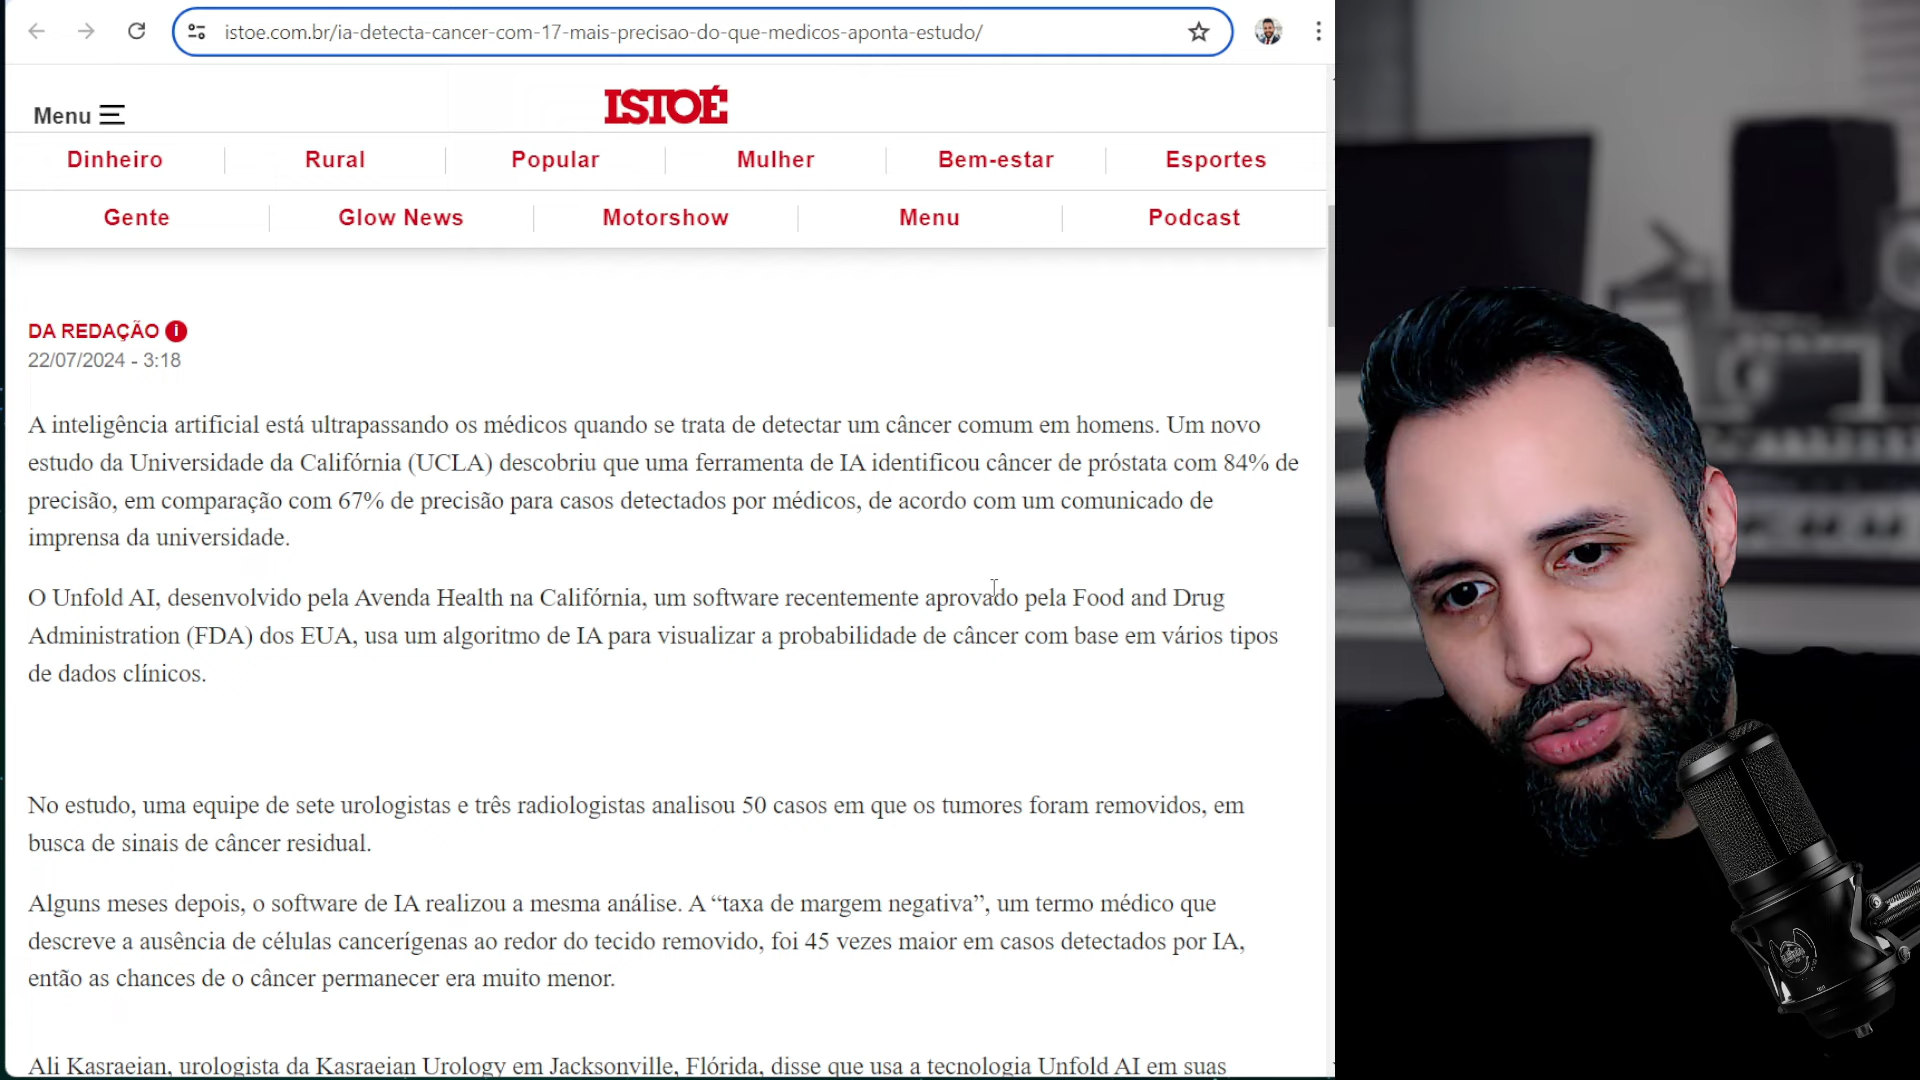 istoe.com.br/ia-detecta-cancer-com-17-mais-precisao-do-que-medicos-aponta-estudo/
Menu
ISTOÉ
Dinheiro
Rural
Popular
Mulher
Bem-estar
Esportes
Gente
Glow News
Motorshow
Menu
Podcast
DA REDAÇÃO i
22/07/2024 - 3:18
A inteligência artificial está ultrapassando os médicos quando se trata de detectar um câncer comum em homens. Um novo
estudo da Universidade da Califórnia (UCLA) descobriu que uma ferramenta de IA identificou câncer de próstata com 84% de
precisão, em comparação com 67% de precisão para casos detectados por médicos, de acordo com um comunicado de
imprensa da universidade.
O Unfold AI, desenvolvido pela Avenda Health na Califórnia, um software recentemente aprovado pela Food and Drug
Administration (FDA) dos EUA, usa um algoritmo de IA para visualizar a probabilidade de câncer com base em vários tipos
de dados clínicos.
No estudo, uma equipe de sete urologistas e três radiologistas analisou 50 casos em que os tumores foram removidos, em
busca de sinais de câncer residual.
Alguns meses depois, o software de IA realizou a mesma análise. A “taxa de margem negativa”, um termo médico que
descreve a ausência de células cancerígenas ao redor do tecido removido, foi 45 vezes maior em casos detectados por IA,
então as chances de o câncer permanecer era muito menor.
Ali Kasraeian, urologista da Kasraeian Urology em Jacksonville, Flórida, disse que usa a tecnologia Unfold AI em suas